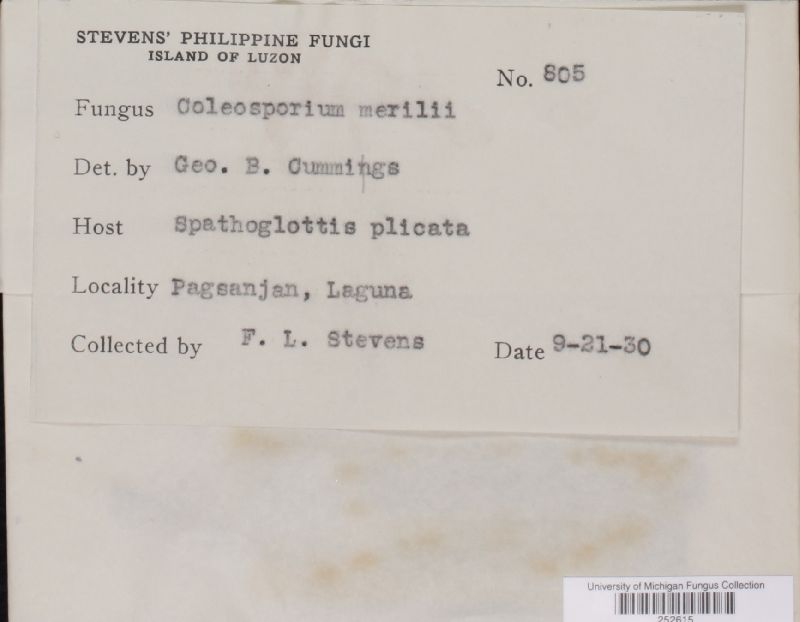 STEVENS' PHILIPPINE FUNGI
ISLAND OF LUZON
No. 805
Fungus Coleosporium merilii
Det. by Geo. B. Cummings
Host Spathoglottis plicata
Locality Pagsanjan, Laguna
Collected by F. L. Stevens
Date 9-21-30
University of Michigan Fungus Collection
252615